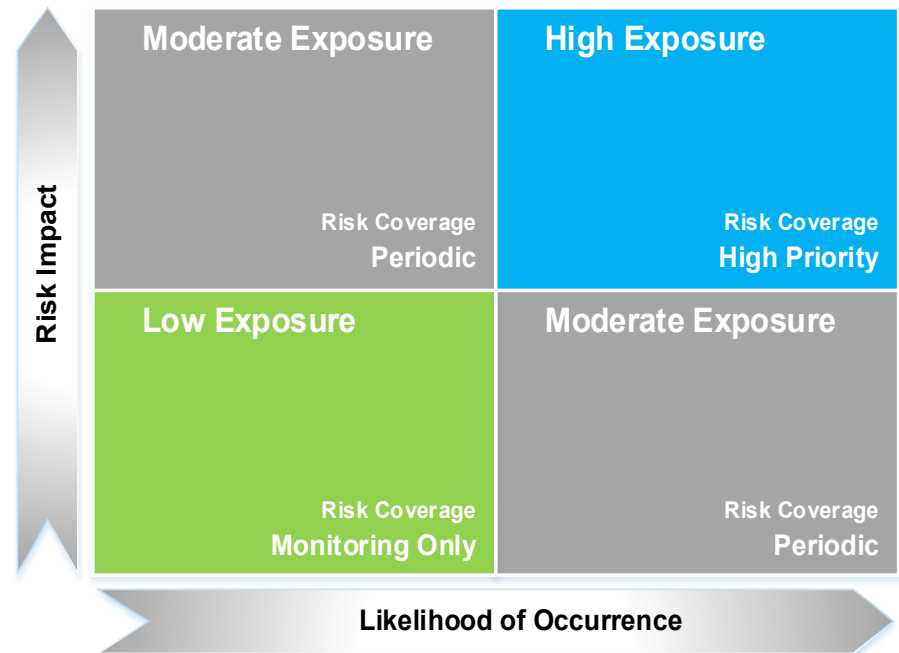 Risk Impact
Moderate Exposure
Risk Coverage
Periodic
High Exposure
Risk Coverage
High Priority
Low Exposure
Risk Coverage
Monitoring Only
Moderate Exposure
Risk Coverage
Periodic
Likelihood of Occurrence